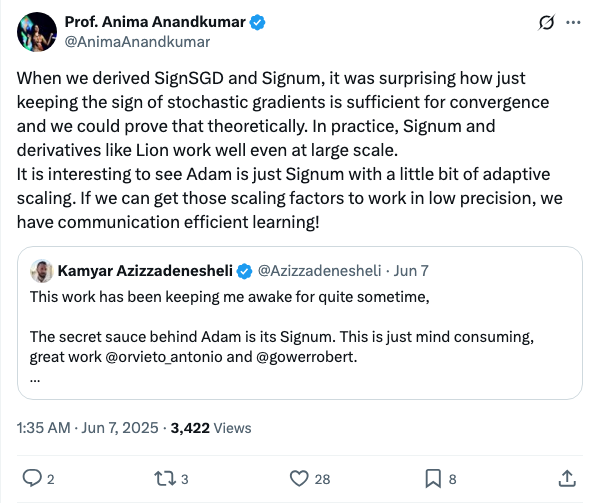 Prof. Anima Anandkumar
@AnimaAnandkumar
When we derived SignSGD and Signum, it was surprising how just
keeping the sign of stochastic gradients is sufficient for convergence
and we could prove that theoretically. In practice, Signum and
derivatives like Lion work well even at large scale.
It is interesting to see Adam is just Signum with a little bit of adaptive
scaling. If we can get those scaling factors to work in low precision, we
have communication efficient learning!
Kamyar Azizzadenesheli @Azizzadenesheli · Jun 7
This work has been keeping me awake for quite sometime,
The secret sauce behind Adam is its Signum. This is just mind consuming,
great work @orvieto_antonio and @gowerrobert.
...
1:35 AM · Jun 7, 2025 · 3,422 Views
2 3 28 8